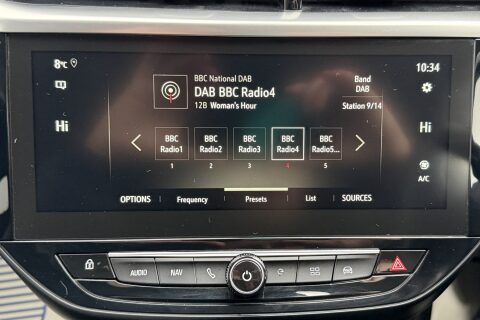 8°C
10:34
BBC National DAB
DAB BBC Radio4
12B Woman's Hour
Band
DAB
Station 9/14
Hi
Hi
BBC Radio1
BBC Radio2
BBC Radio3
BBC Radio4
BBC Radio5...
1
2
3
4
5
A/C
OPTIONS
Frequency
Presets
List
SOURCES
AUDIO
NAV